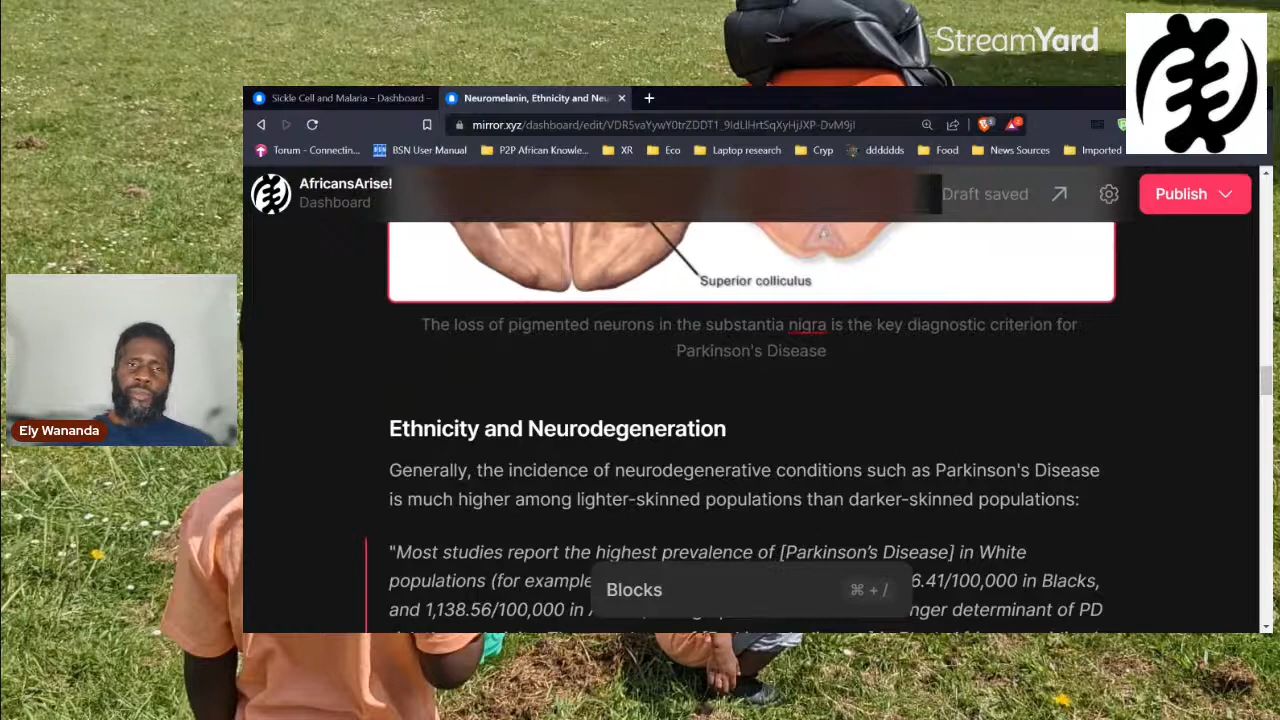 StreamYard
Sickle Cell and Malaria – Dashboard –
Neuromelanin, Ethnicity and Neu
mirror.xyz/dashboard/edit/
Torum - Connectin...
BSN User Manual
P2P African Knowle...
XR
Eco
Laptop research
Cryp
dddddds
Food
News Sources
Imported
AfricansArise!
Dashboard
Draft saved
Publish
Superior colliculus
The loss of pigmented neurons in the substantia nigra is the key diagnostic criterion for
Parkinson's Disease
Ely Wananda
Ethnicity and Neurodegeneration
Generally, the incidence of neurodegenerative conditions such as Parkinson's Disease
is much higher among lighter-skinned populations than darker-skinned populations:
"Most studies report the highest prevalence of [Parkinson's Disease] in White
populations (for example 6.41/100,000 in Blacks,
Blocks ⌘ + /
and 1,138.56/100,000 in nger determinant of PD